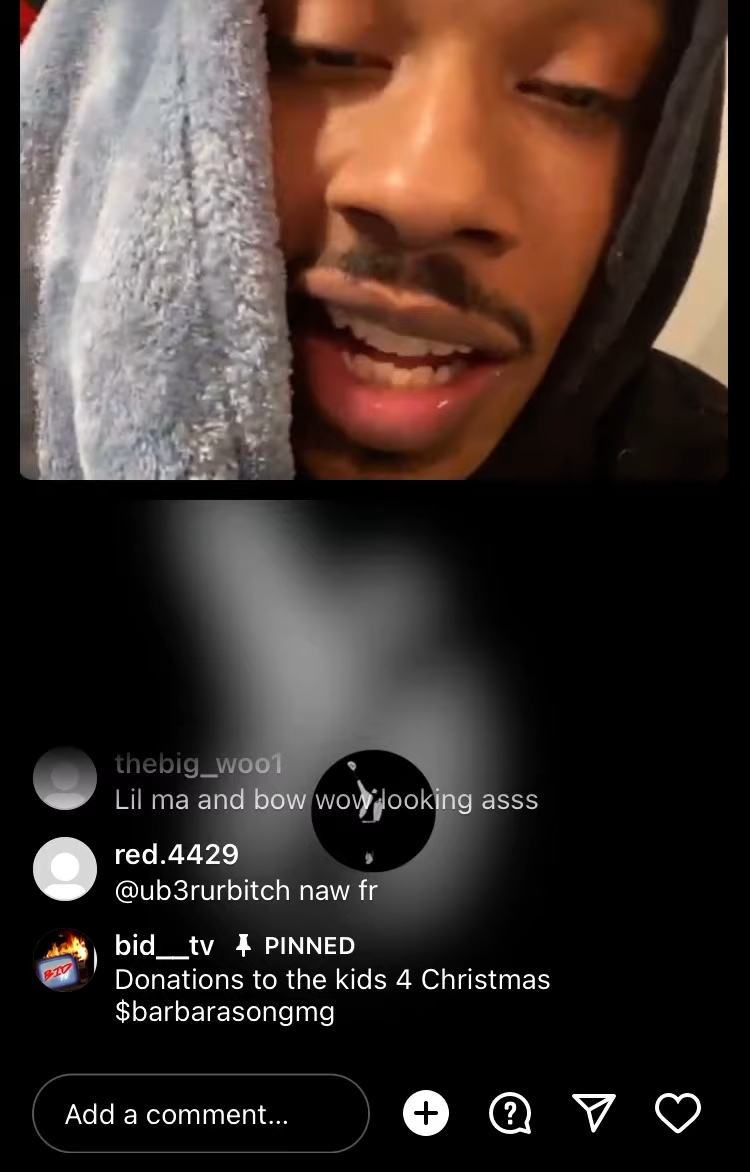 thebig_woo1
Lil ma and bow wow looking asss
red.4429
@ub3rurbitch naw fr
bid__tv PINNED
Donations to the kids 4 Christmas
$barbarasongmg
BID
Add a comment...